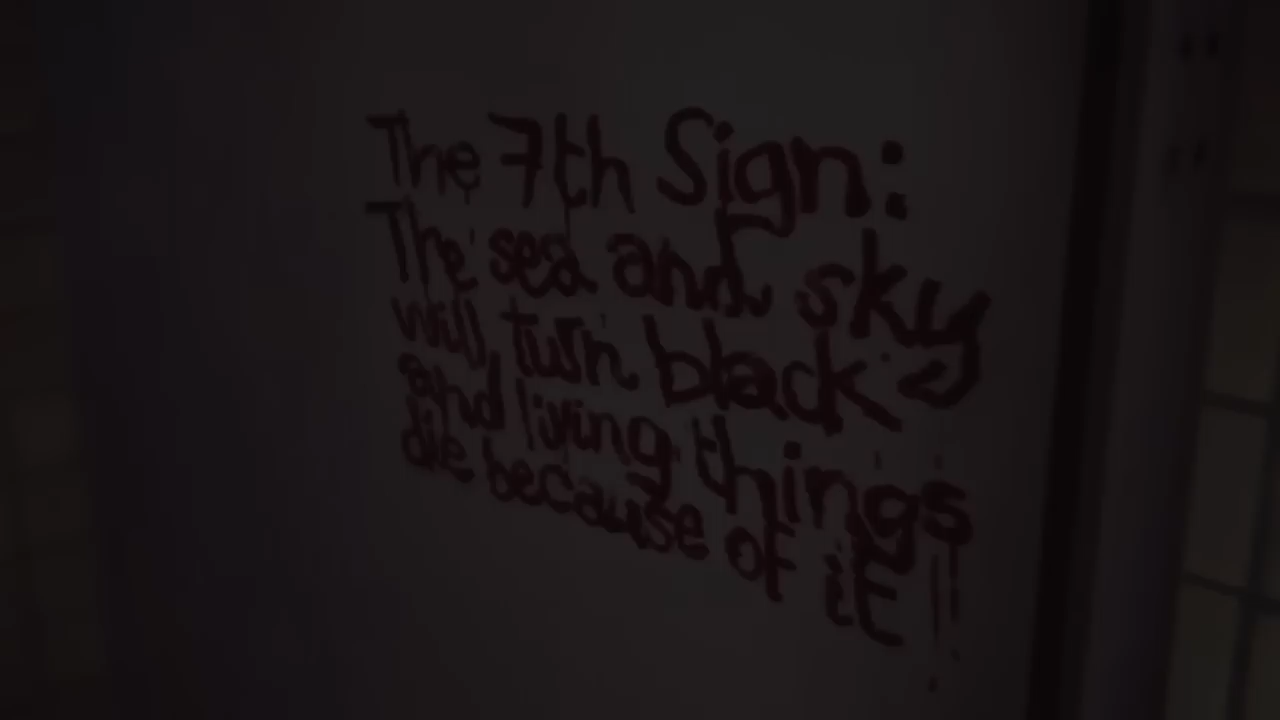 The 7th Sign:
The sea and sky
will turn black
and living things
die because of it